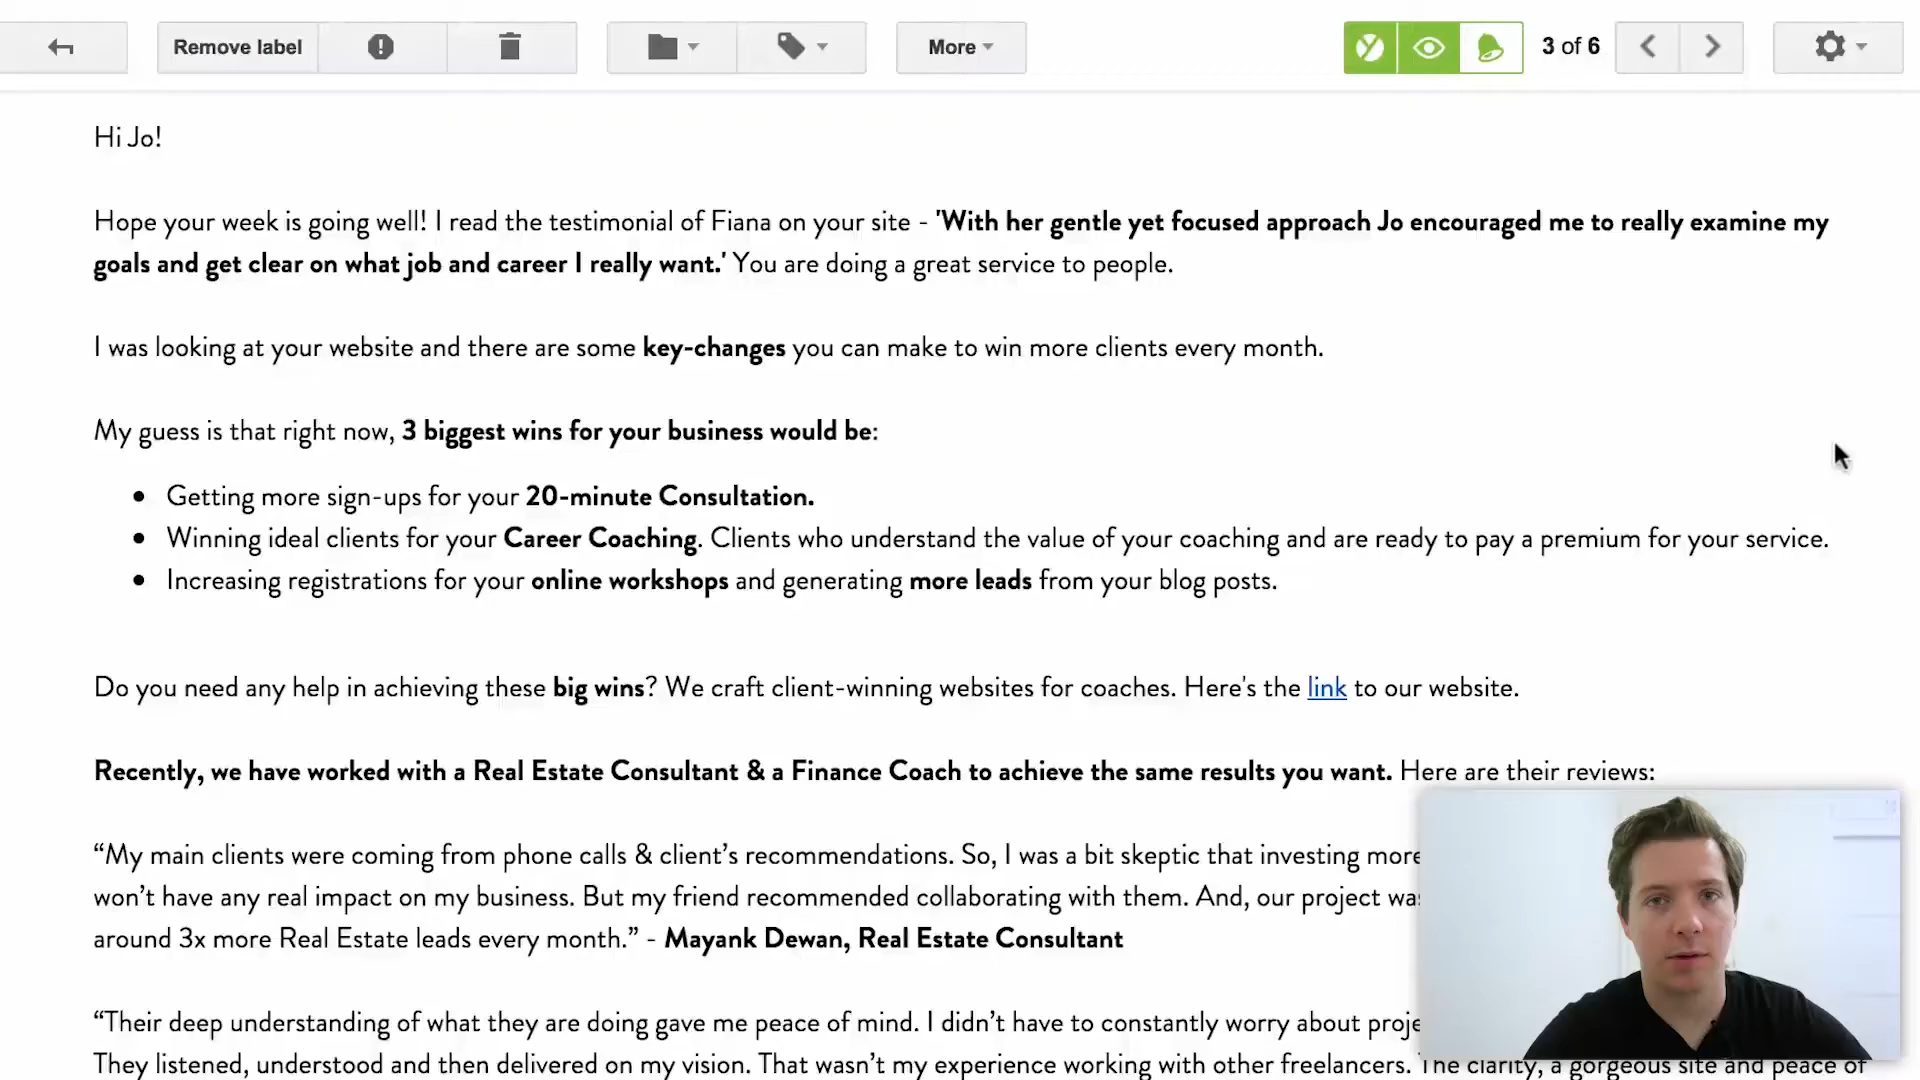 Remove label
More
3 of 6
Hi Jo!
Hope your week is going well! I read the testimonial of Fiana on your site - 'With her gentle yet focused approach Jo encouraged me to really examine my
goals and get clear on what job and career I really want.' You are doing a great service to people.
I was looking at your website and there are some key-changes you can make to win more clients every month.
My guess is that right now, 3 biggest wins for your business would be:
• Getting more sign-ups for your 20-minute Consultation.
• Winning ideal clients for your Career Coaching. Clients who understand the value of your coaching and are ready to pay a premium for your service.
• Increasing registrations for your online workshops and generating more leads from your blog posts.
Do you need any help in achieving these big wins? We craft client-winning websites for coaches. Here's the link to our website.
Recently, we have worked with a Real Estate Consultant & a Finance Coach to achieve the same results you want. Here are their reviews:
“My main clients were coming from phone calls & client’s recommendations. So, I was a bit skeptic that investing more
won’t have any real impact on my business. But my friend recommended collaborating with them. And, our project was
around 3x more Real Estate leads every month.” - Mayank Dewan, Real Estate Consultant
“Their deep understanding of what they are doing gave me peace of mind. I didn’t have to constantly worry about proje
They listened, understood and then delivered on my vision. That wasn’t my experience working with other freelancers. The clarity, a gorgeous site and peace of